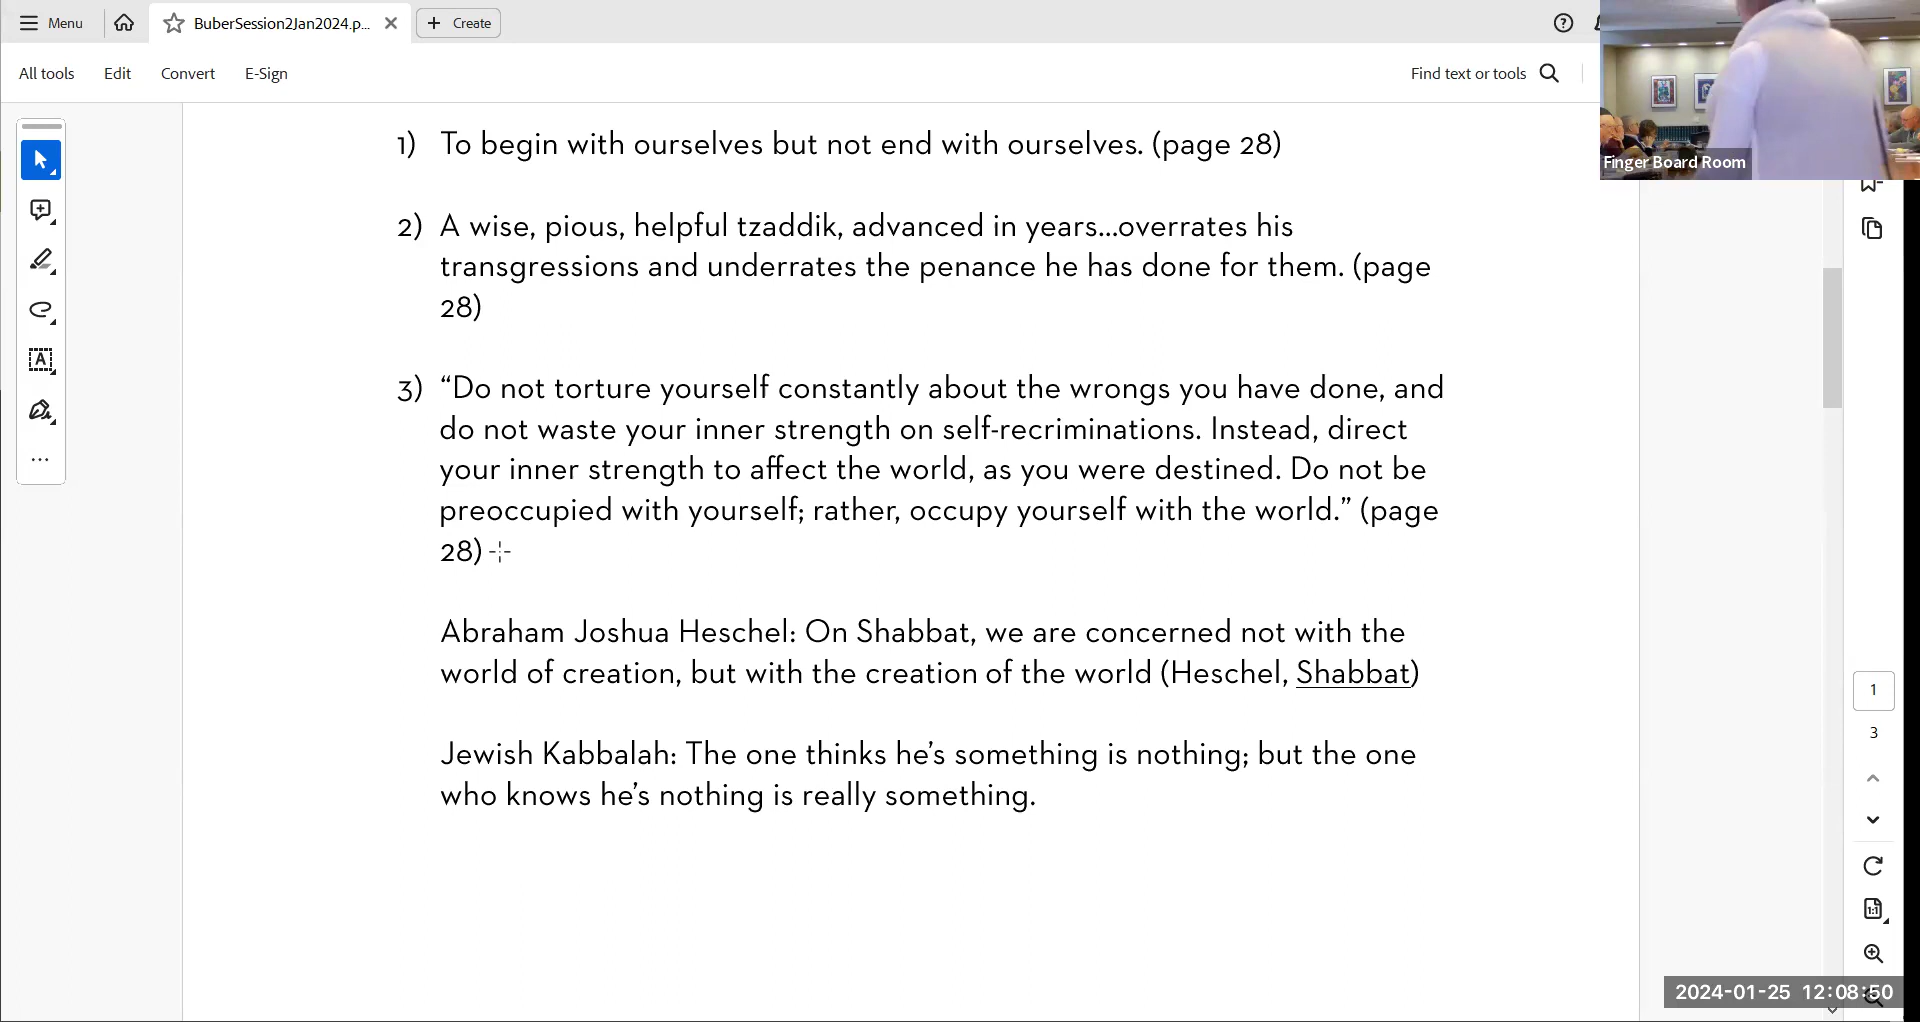 Menu
BuberSession2Jan2024.p...
Create
All tools
Edit
Convert
E-Sign
Find text or tools
Finger Board Room
1) To begin with ourselves but not end with ourselves. (page 28)
2) A wise, pious, helpful tzaddik, advanced in years...overrates his
transgressions and underrates the penance he has done for them. (page
28)
3) “Do not torture yourself constantly about the wrongs you have done, and
do not waste your inner strength on self-recriminations. Instead, direct
your inner strength to affect the world, as you were destined. Do not be
preoccupied with yourself; rather, occupy yourself with the world.” (page
28)
Abraham Joshua Heschel: On Shabbat, we are concerned not with the
world of creation, but with the creation of the world (Heschel, Shabbat)
Jewish Kabbalah: The one thinks he’s something is nothing; but the one
who knows he’s nothing is really something.
1
3
2024-01-25 12:08:50